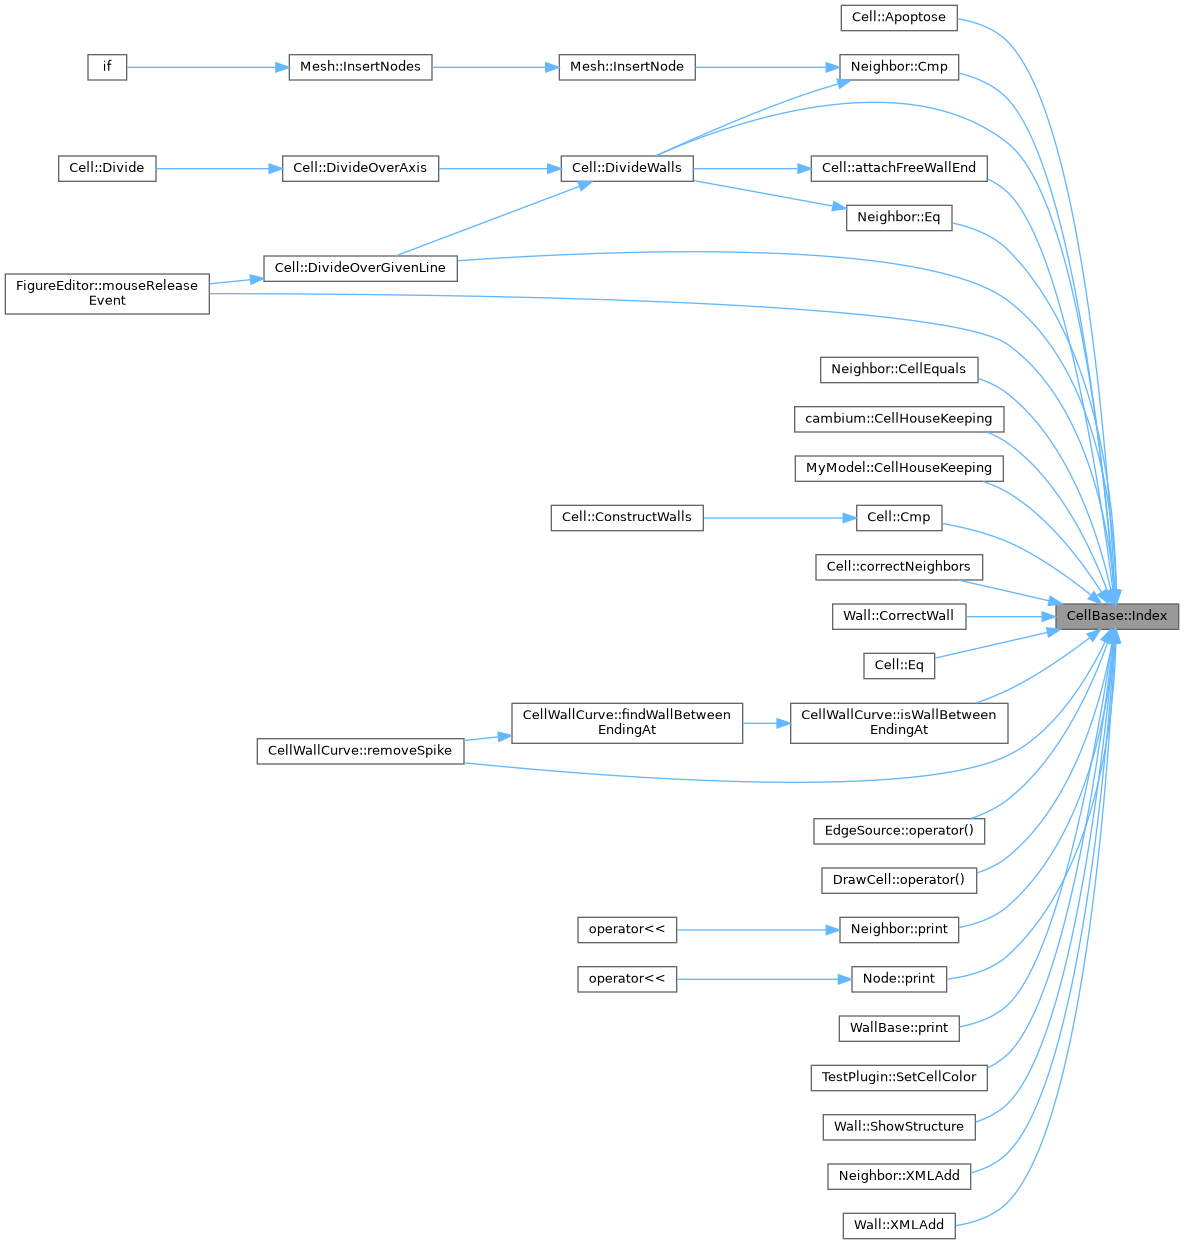 Cell::Apoptose
if
Mesh::InsertNodes
Mesh::InsertNode
Neighbor::Cmp
Cell::Divide
Cell::DivideOverAxis
Cell::DivideWalls
Cell::attachFreeWallEnd
Neighbor::Eq
Cell::DivideOverGivenLine
FigureEditor::mouseRelease
Event
Neighbor::CellEquals
cambium::CellHouseKeeping
MyModel::CellHouseKeeping
Cell::ConstructWalls
Cell::Cmp
Cell::correctNeighbors
Wall::CorrectWall
CellBase::Index
Cell::Eq
CellWallCurve::findWallBetween
EndingAt
CellWallCurve::isWallBetween
EndingAt
CellWallCurve::removeSpike
EdgeSource::operator()
DrawCell::operator()
operator<<
Neighbor::print
operator<<
Node::print
WallBase::print
TestPlugin::SetCellColor
Wall::ShowStructure
Neighbor::XMLAdd
Wall::XMLAdd